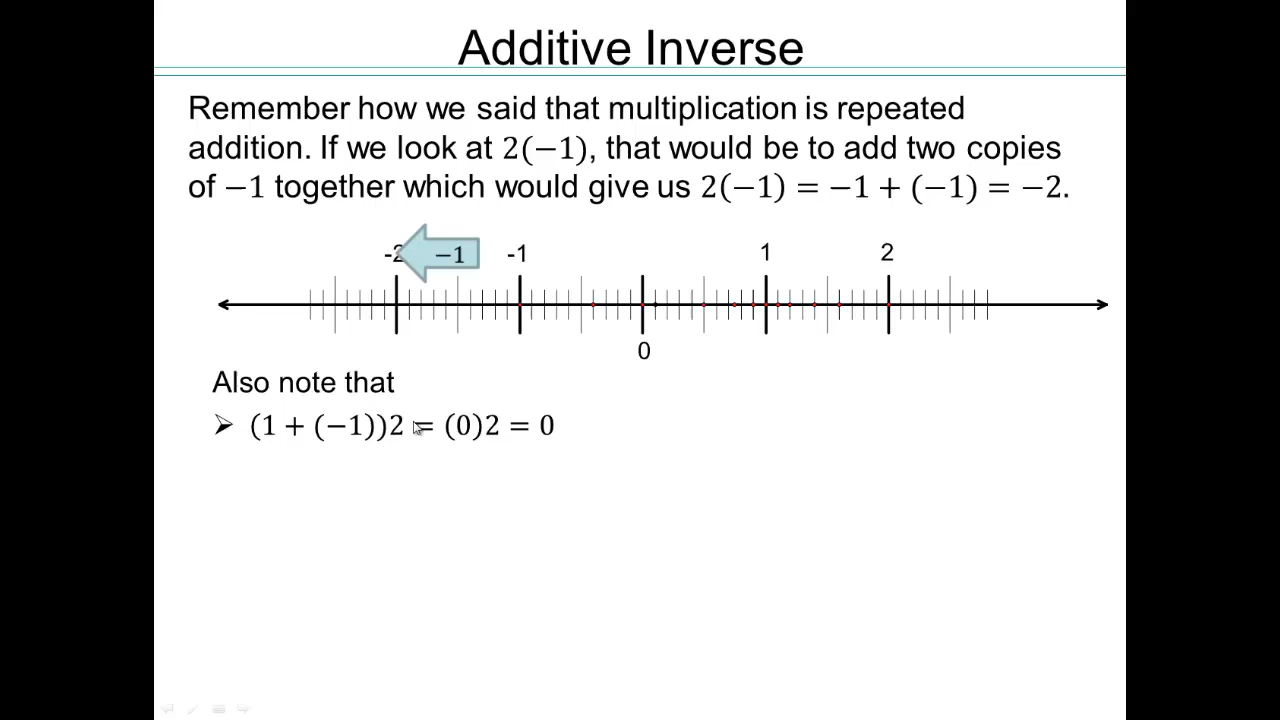 Additive Inverse
Remember how we said that multiplication is repeated
addition. If we look at 2(−1), that would be to add two copies
of −1 together which would give us 2(−1) = −1 + (−1) = −2.
-2 −1 -1 1 2
0
Also note that
➢ (1 + (−1))2 = (0)2 = 0